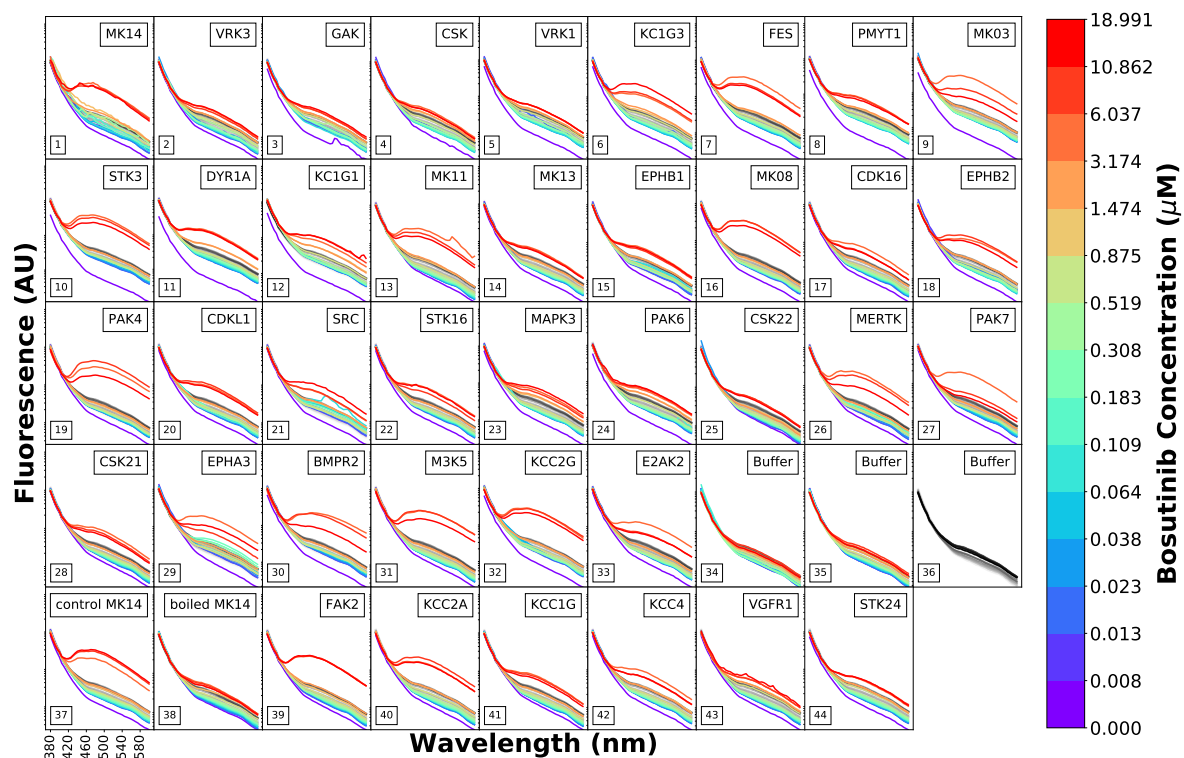 MK14 VRK3 GAK CSK VRK1 KC1G3 FES PMYT1 MK03
1 2 3 4 5 6 7 8 9
STK3 DYR1A KC1G1 MK11 MK13 EPHB1 MK08 CDK16 EPHB2
10 11 12 13 14 15 16 17 18
PAK4 CDKL1 SRC STK16 MAPK3 PAK6 CSK22 MERTK PAK7
19 20 21 22 23 24 25 26 27
CSK21 EPHA3 BMPR2 M3K5 KCC2G E2AK2 Buffer Buffer Buffer
28 29 30 31 32 33 34 35 36
control MK14 boiled MK14 FAK2 KCC2A KCC1G KCC4 VGFR1 STK24
37 38 39 40 41 42 43 44
380 420 460 500 540 580
Wavelength (nm)
Fluorescence (AU)
18.991
10.862
6.037
3.174
1.474
0.875
0.519
0.308
0.183
0.109
0.064
0.038
0.023
0.013
0.008
0.000
Bosutinib Concentration (μM)